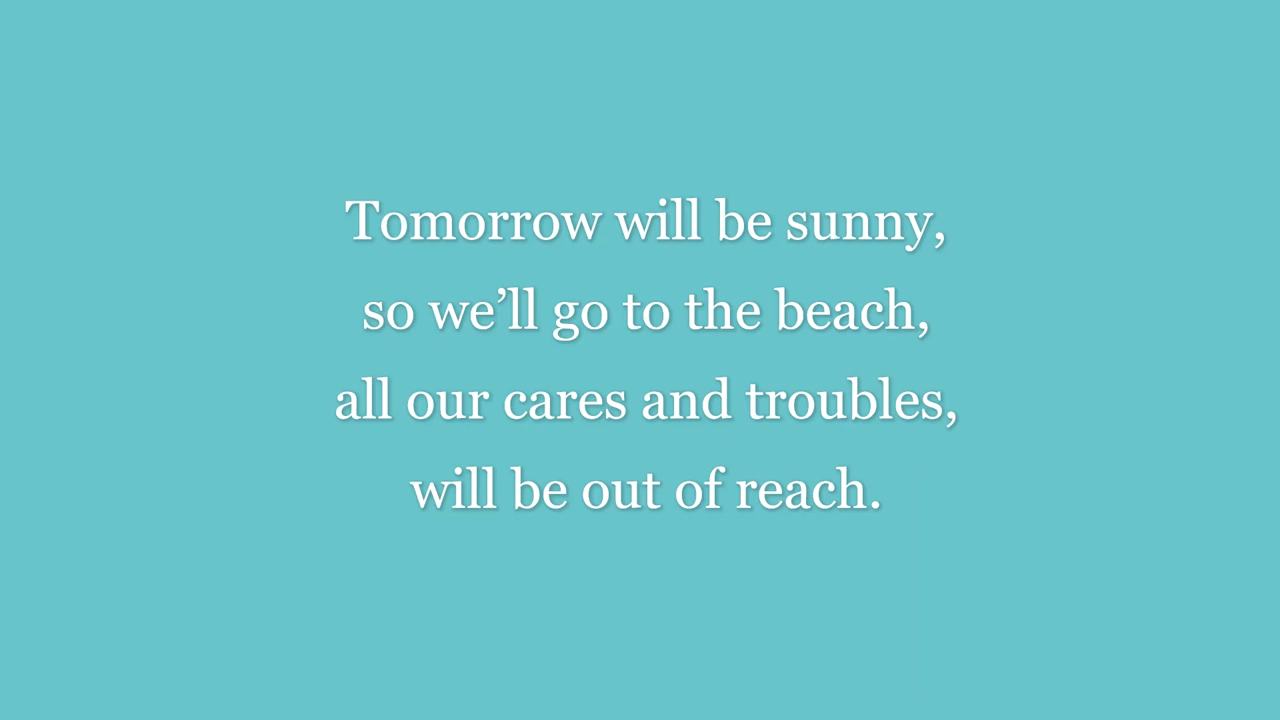 Tomorrow will be sunny,
so we’ll go to the beach,
all our cares and troubles,
will be out of reach.